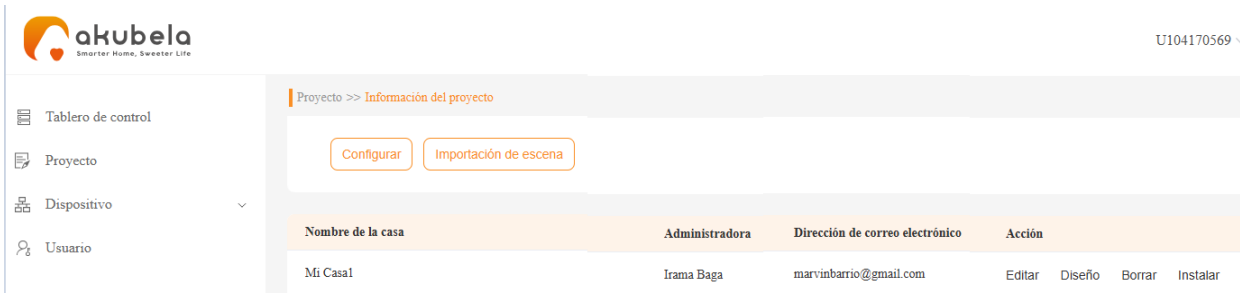 akubela
Smarter Home, Sweeter Life
U104170569
Proyecto >> Información del proyecto
Tablero de control
Proyecto
Dispositivo
Usuario
Configurar Importación de escena
Nombre de la casa Administradora Dirección de correo electrónico Acción
Mi Casa1 Irama Baga marvinbarrio@gmail.com Editar Diseño Borrar Instalar